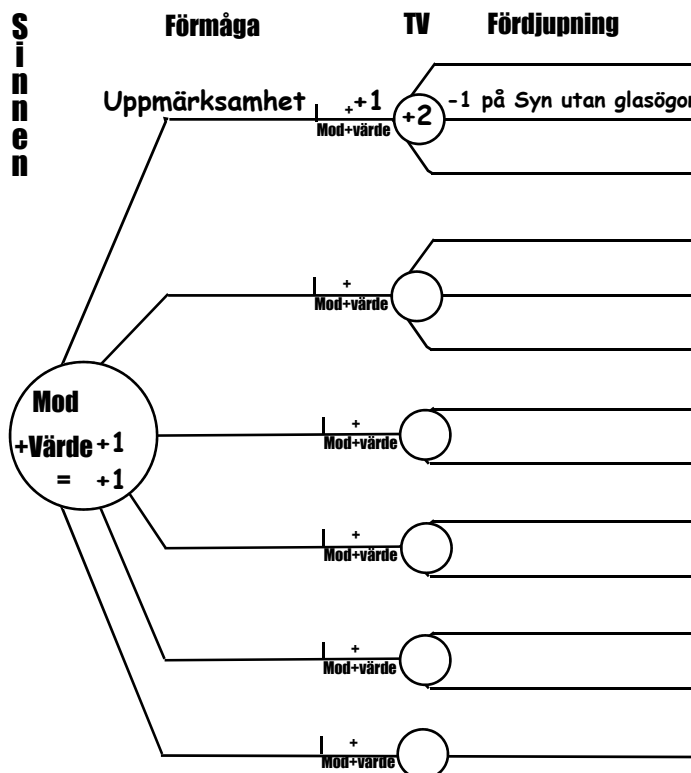 Sinnen
Förmåga TV Fördjupning
Uppmärksamhet ++1 +2 -1 på Syn utan glasögon
Mod+värde
+
Mod+värde
Mod
+Värde +1
= +1
+
Mod+värde
+
Mod+värde
+
Mod+värde
+
Mod+värde